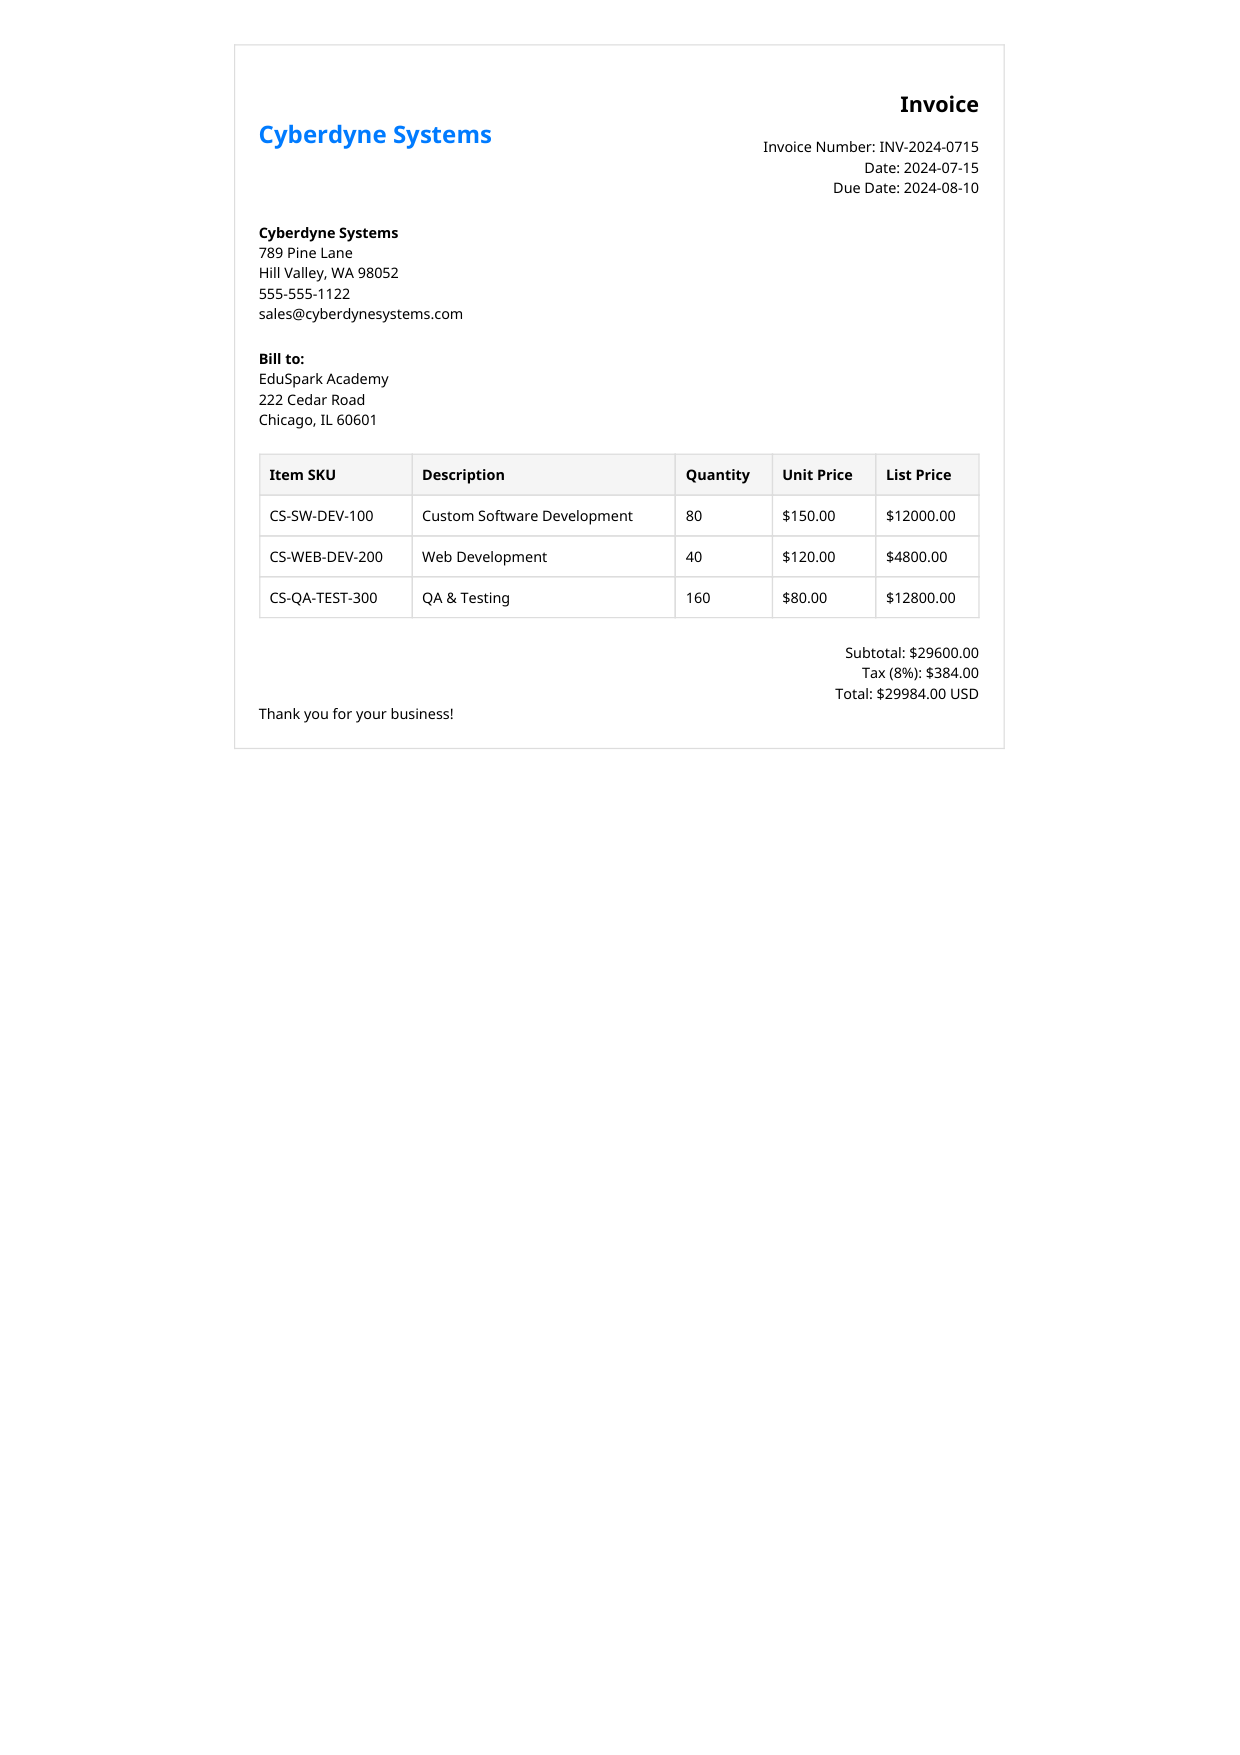 Invoice
Cyberdyne Systems
Invoice Number: INV-2024-0715
Date: 2024-07-15
Due Date: 2024-08-10
Cyberdyne Systems
789 Pine Lane
Hill Valley, WA 98052
555-555-1122
sales@cyberdynesystems.com
Bill to:
EduSpark Academy
222 Cedar Road
Chicago, IL 60601
Item SKU Description Quantity Unit Price List Price
CS-SW-DEV-100 Custom Software Development 80 $150.00 $12000.00
CS-WEB-DEV-200 Web Development 40 $120.00 $4800.00
CS-QA-TEST-300 QA & Testing 160 $80.00 $12800.00
Subtotal: $29600.00
Tax (8%): $384.00
Total: $29984.00 USD
Thank you for your business!